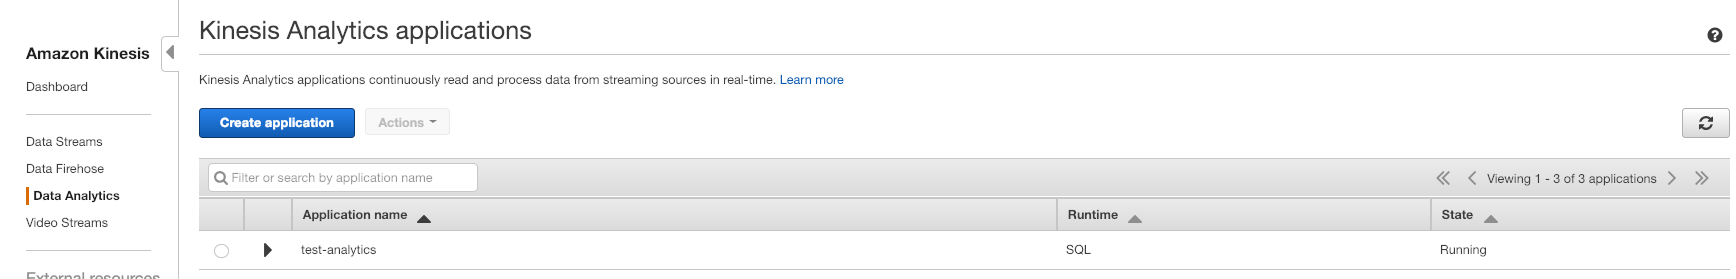 Kinesis Analytics applications
Amazon Kinesis
Dashboard
Data Streams
Data Firehose
Data Analytics
Video Streams
External resources
Kinesis Analytics applications continuously read and process data from streaming sources in real-time. Learn more
Create application
Actions
Filter or search by application name
Viewing 1 - 3 of 3 applications
Application name
Runtime
State
test-analytics
SQL
Running